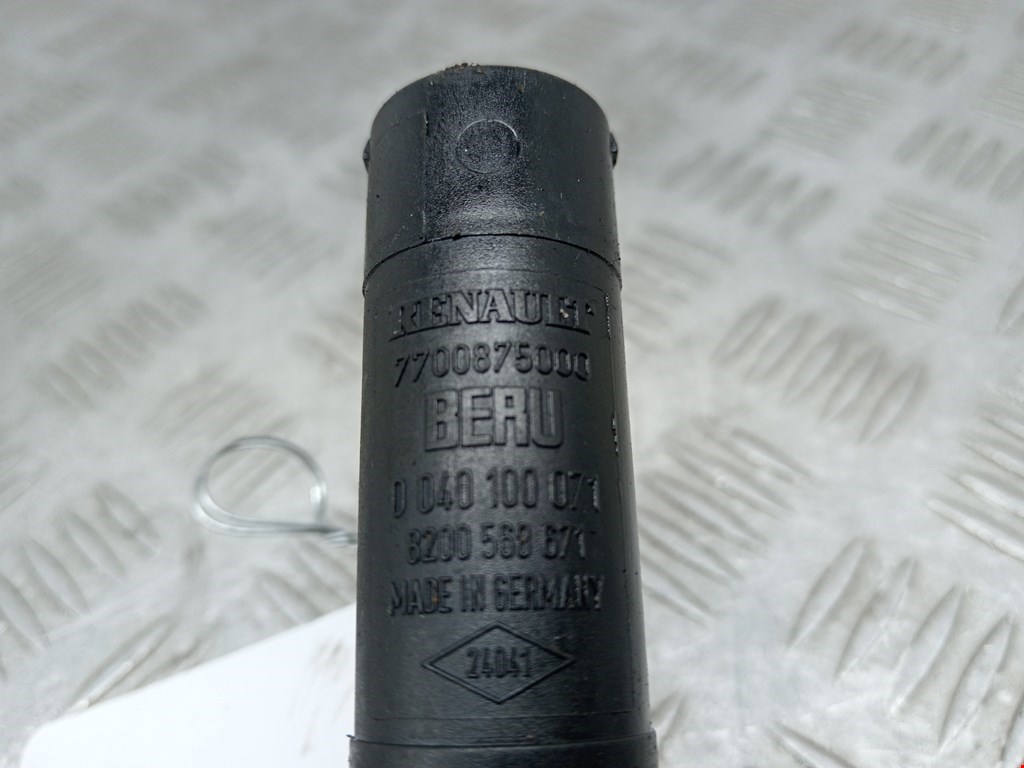 RENAULT
7700875000
BERU
0 040 100 071
8200 568 671
MADE IN GERMANY
24041